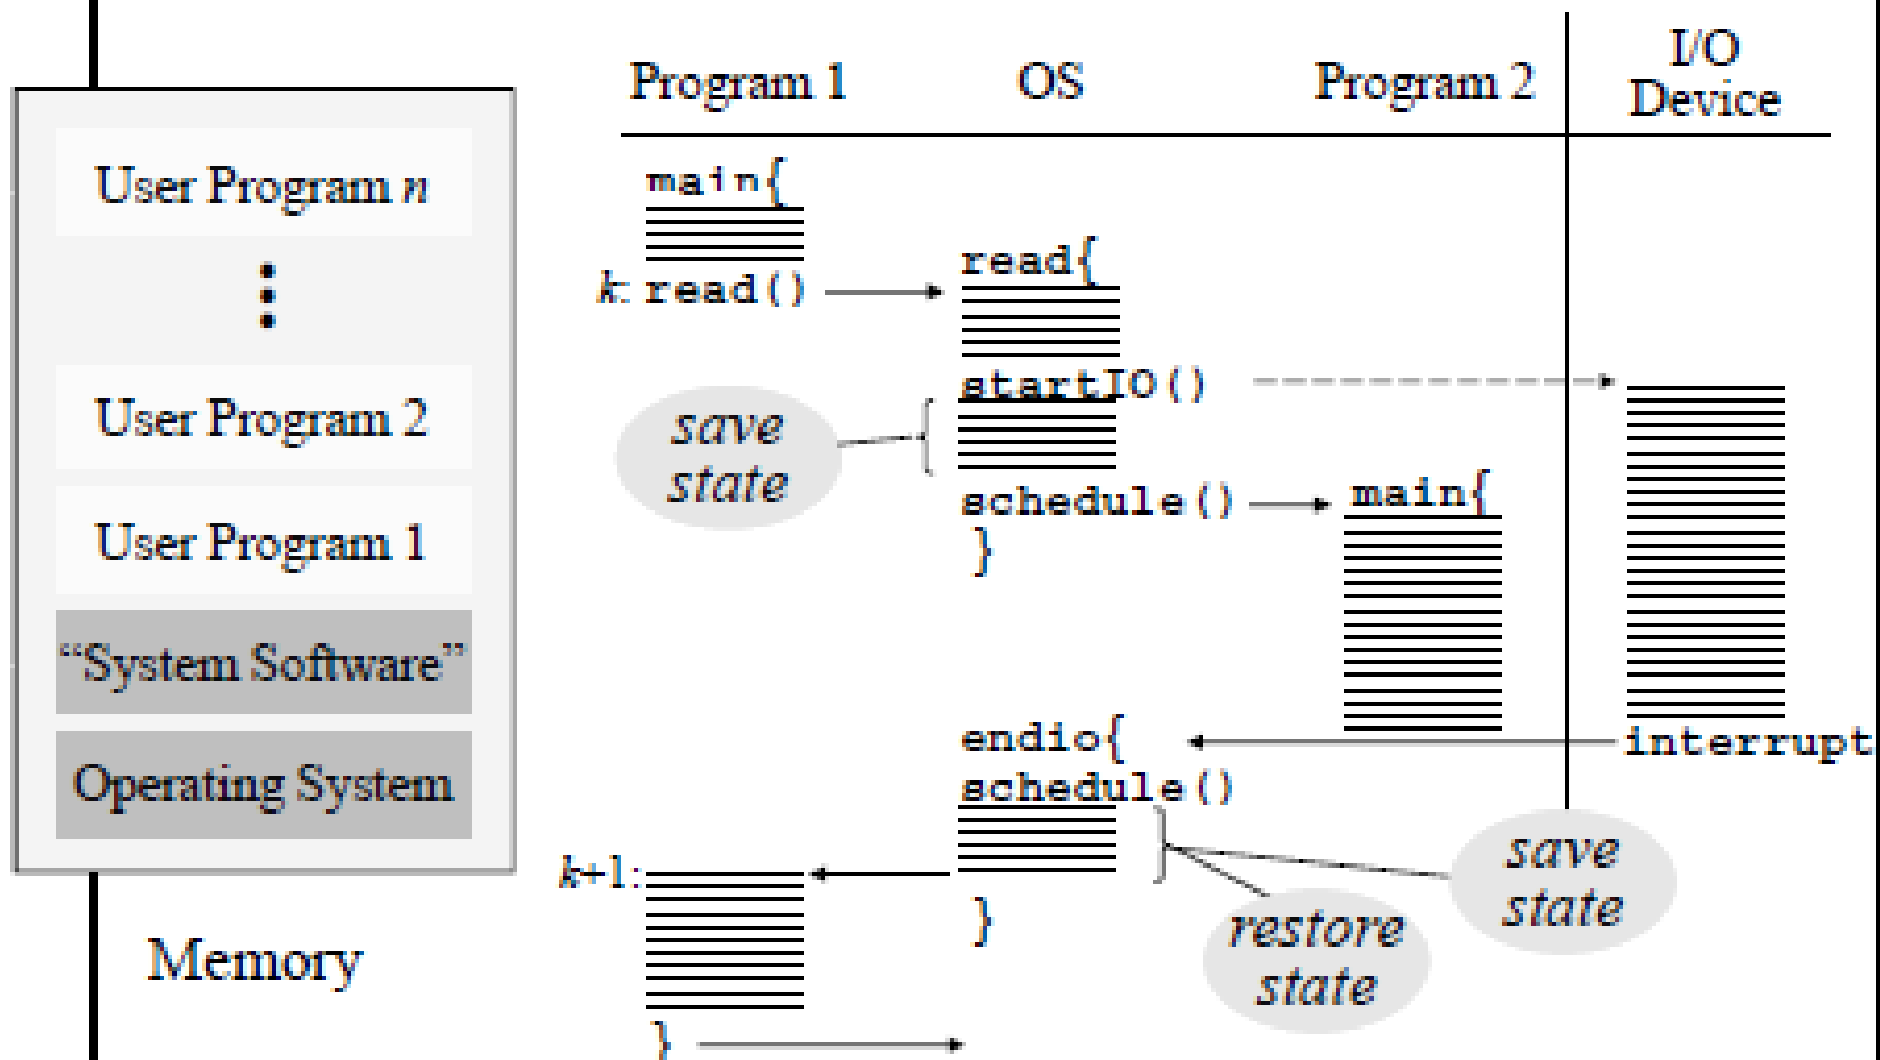 User Program n
User Program 2
User Program 1
“System Software”
Operating System
Memory
Program 1
OS
Program 2
I/O
Device
main{
k: read()
read{
startIO()
save
state
schedule()
}
main{
endio{
interrupt
schedule()
k+1:
}
save
state
restore
state
}